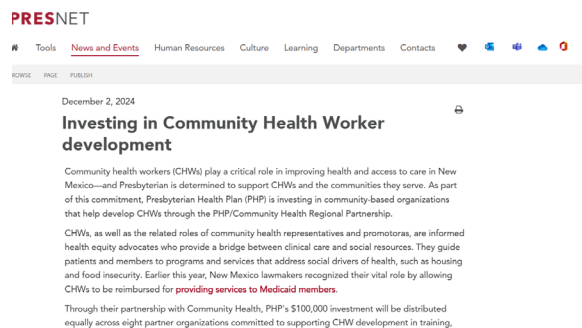 PRESNET
Tools News and Events Human Resources Culture Learning Departments Contacts
ROWSE PAGE PUBLISH
December 2, 2024
Investing in Community Health Worker
development
Community health workers (CHWs) play a critical role in improving health and access to care in New
Mexico—and Presbyterian is determined to support CHWs and the communities they serve. As part
of this commitment, Presbyterian Health Plan (PHP) is investing in community-based organizations
that help develop CHWs through the PHP/Community Health Regional Partnership.
CHWs, as well as the related roles of community health representatives and promotoras, are informed
health equity advocates who provide a bridge between clinical care and social resources. They guide
patients and members to programs and services that address social drivers of health, such as housing
and food insecurity. Earlier this year, New Mexico lawmakers recognized their vital role by allowing
CHWs to be reimbursed for providing services to Medicaid members.
Through their partnership with Community Health, PHP's $100,000 investment will be distributed
equally across eight partner organizations committed to supporting CHW development in training,